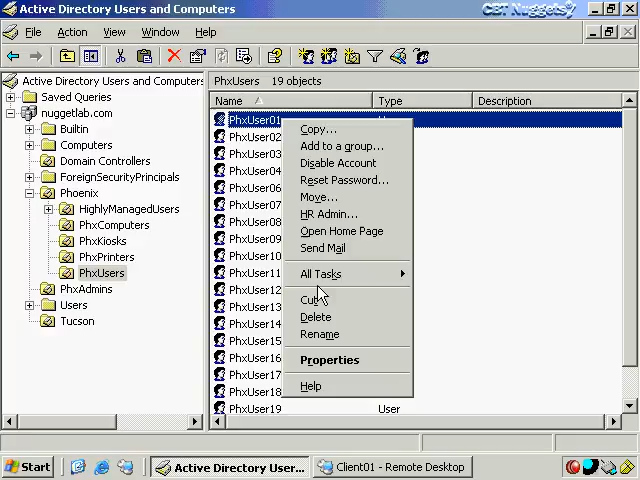 Active Directory Users and Computers
CBT Nuggets
File Action View Window Help
Active Directory Users and Computers
Saved Queries
nuggetlab.com
Builtin
Computers
Domain Controllers
ForeignSecurityPrincipals
Phoenix
HighlyManagedUsers
PhxComputers
PhxKiosks
PhxPrinters
PhxUsers
PhxAdmins
Users
Tucson
PhxUsers 19 objects
Name Type Description
PhxUser01
PhxUser02
PhxUser03
PhxUser04
PhxUser06
PhxUser07
PhxUser08
PhxUser09
PhxUser10
PhxUser11
PhxUser12
PhxUser13
PhxUser14
PhxUser15
PhxUser16
PhxUser17
PhxUser18
PhxUser19 User
Copy...
Add to a group...
Disable Account
Reset Password...
Move...
HR Admin...
Open Home Page
Send Mail
All Tasks
Cut
Delete
Rename
Properties
Help
Start
Active Directory User...
Client01 - Remote Desktop